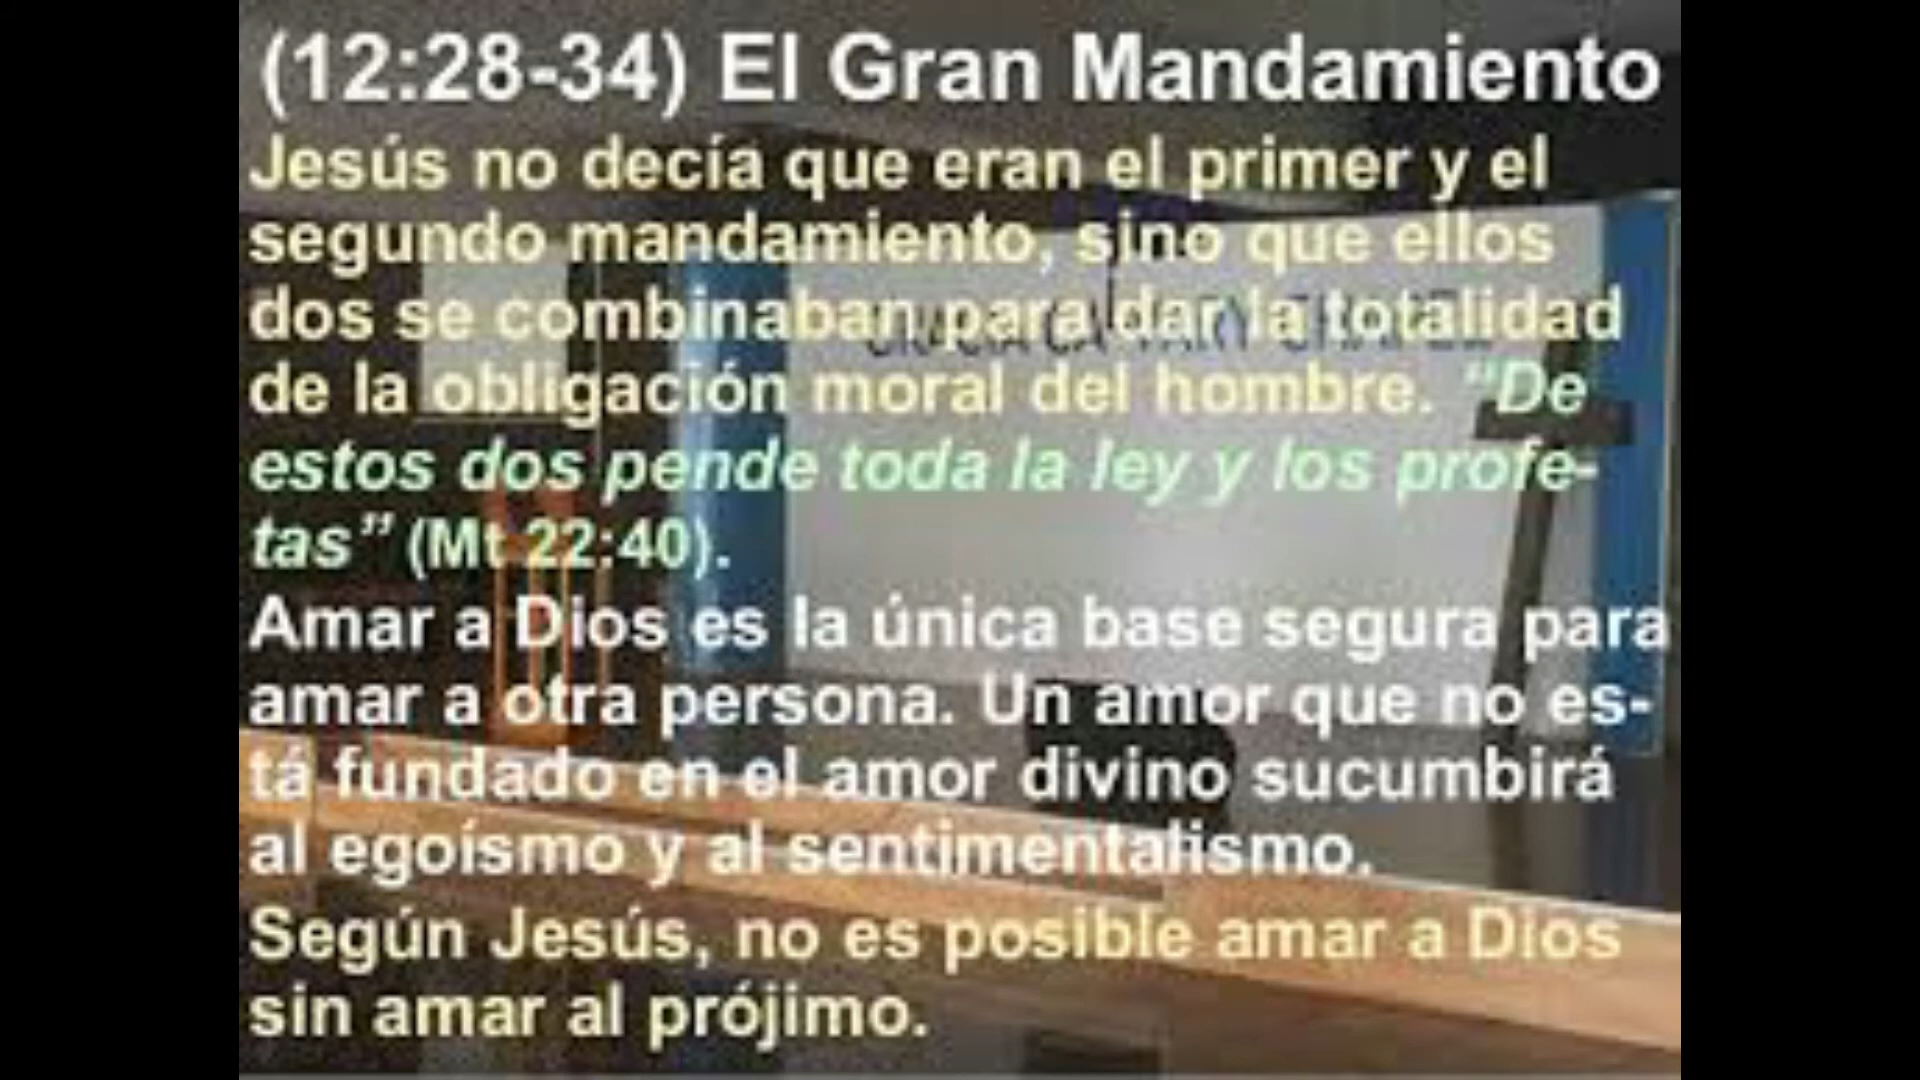 (12:28-34) El Gran Mandamiento
Jesús no decía que eran el primer y el
segundo mandamiento, sino que ellos
dos se combinaban para dar la totalidad
de la obligación moral del hombre. "De
estos dos pende toda la ley y los profe-
tas" (Mt 22:40).
Amar a Dios es la única base segura para
amar a otra persona. Un amor que no es-
tá fundado en el amor divino sucumbirá
al egoísmo y al sentimentalismo.
Según Jesús, no es posible amar a Dios
sin amar al prójimo.